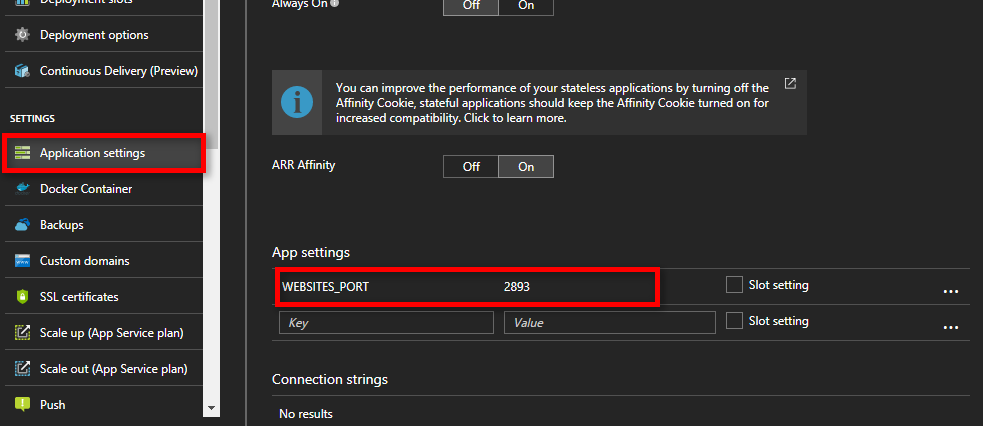 Deployment slots
Deployment options
Continuous Delivery (Preview)
SETTINGS
Application settings
Docker Container
Backups
Custom domains
SSL certificates
Scale up (App Service plan)
Scale out (App Service plan)
Push
Always On
Off On
You can improve the performance of your stateless applications by turning off the
Affinity Cookie, stateful applications should keep the Affinity Cookie turned on for
increased compatibility. Click to learn more.
ARR Affinity Off On
App settings
WEBSITES_PORT 2893 Slot setting ...
Key Value Slot setting ...
Connection strings
No results